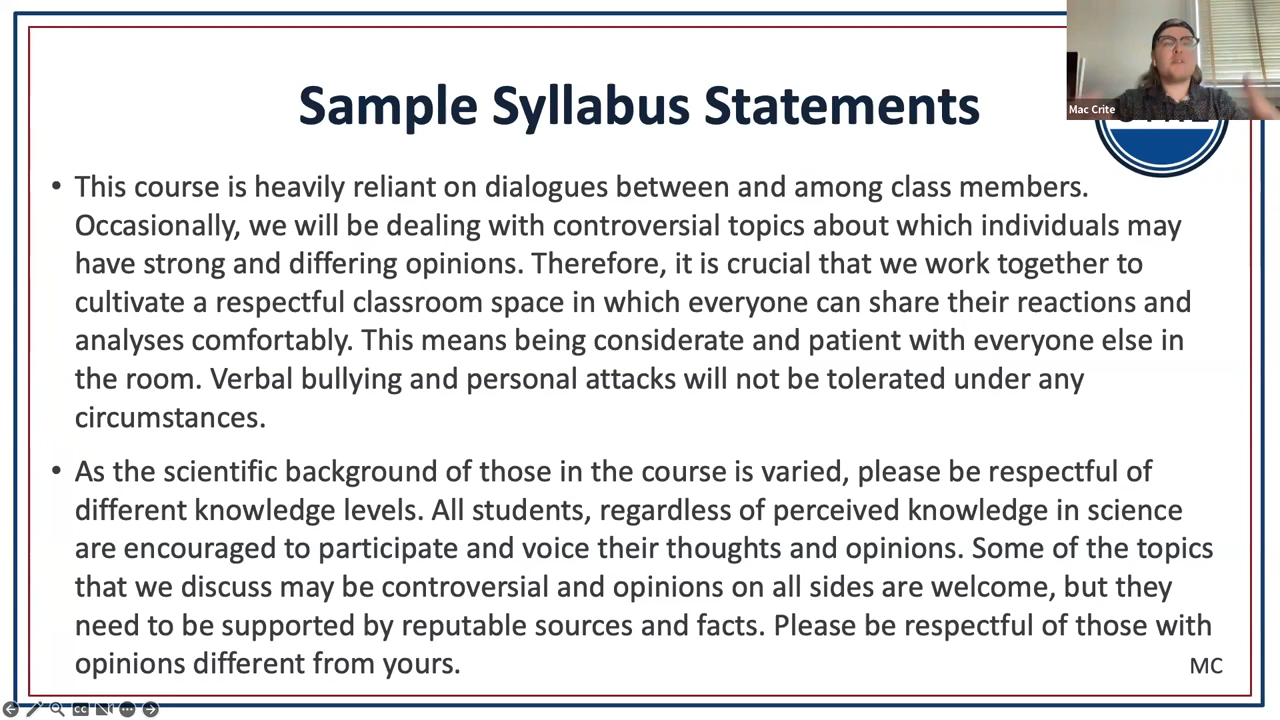 Sample Syllabus Statements
Mac Crite
• This course is heavily reliant on dialogues between and among class members.
Occasionally, we will be dealing with controversial topics about which individuals may
have strong and differing opinions. Therefore, it is crucial that we work together to
cultivate a respectful classroom space in which everyone can share their reactions and
analyses comfortably. This means being considerate and patient with everyone else in
the room. Verbal bullying and personal attacks will not be tolerated under any
circumstances.
• As the scientific background of those in the course is varied, please be respectful of
different knowledge levels. All students, regardless of perceived knowledge in science
are encouraged to participate and voice their thoughts and opinions. Some of the topics
that we discuss may be controversial and opinions on all sides are welcome, but they
need to be supported by reputable sources and facts. Please be respectful of those with
opinions different from yours.
MC
CC